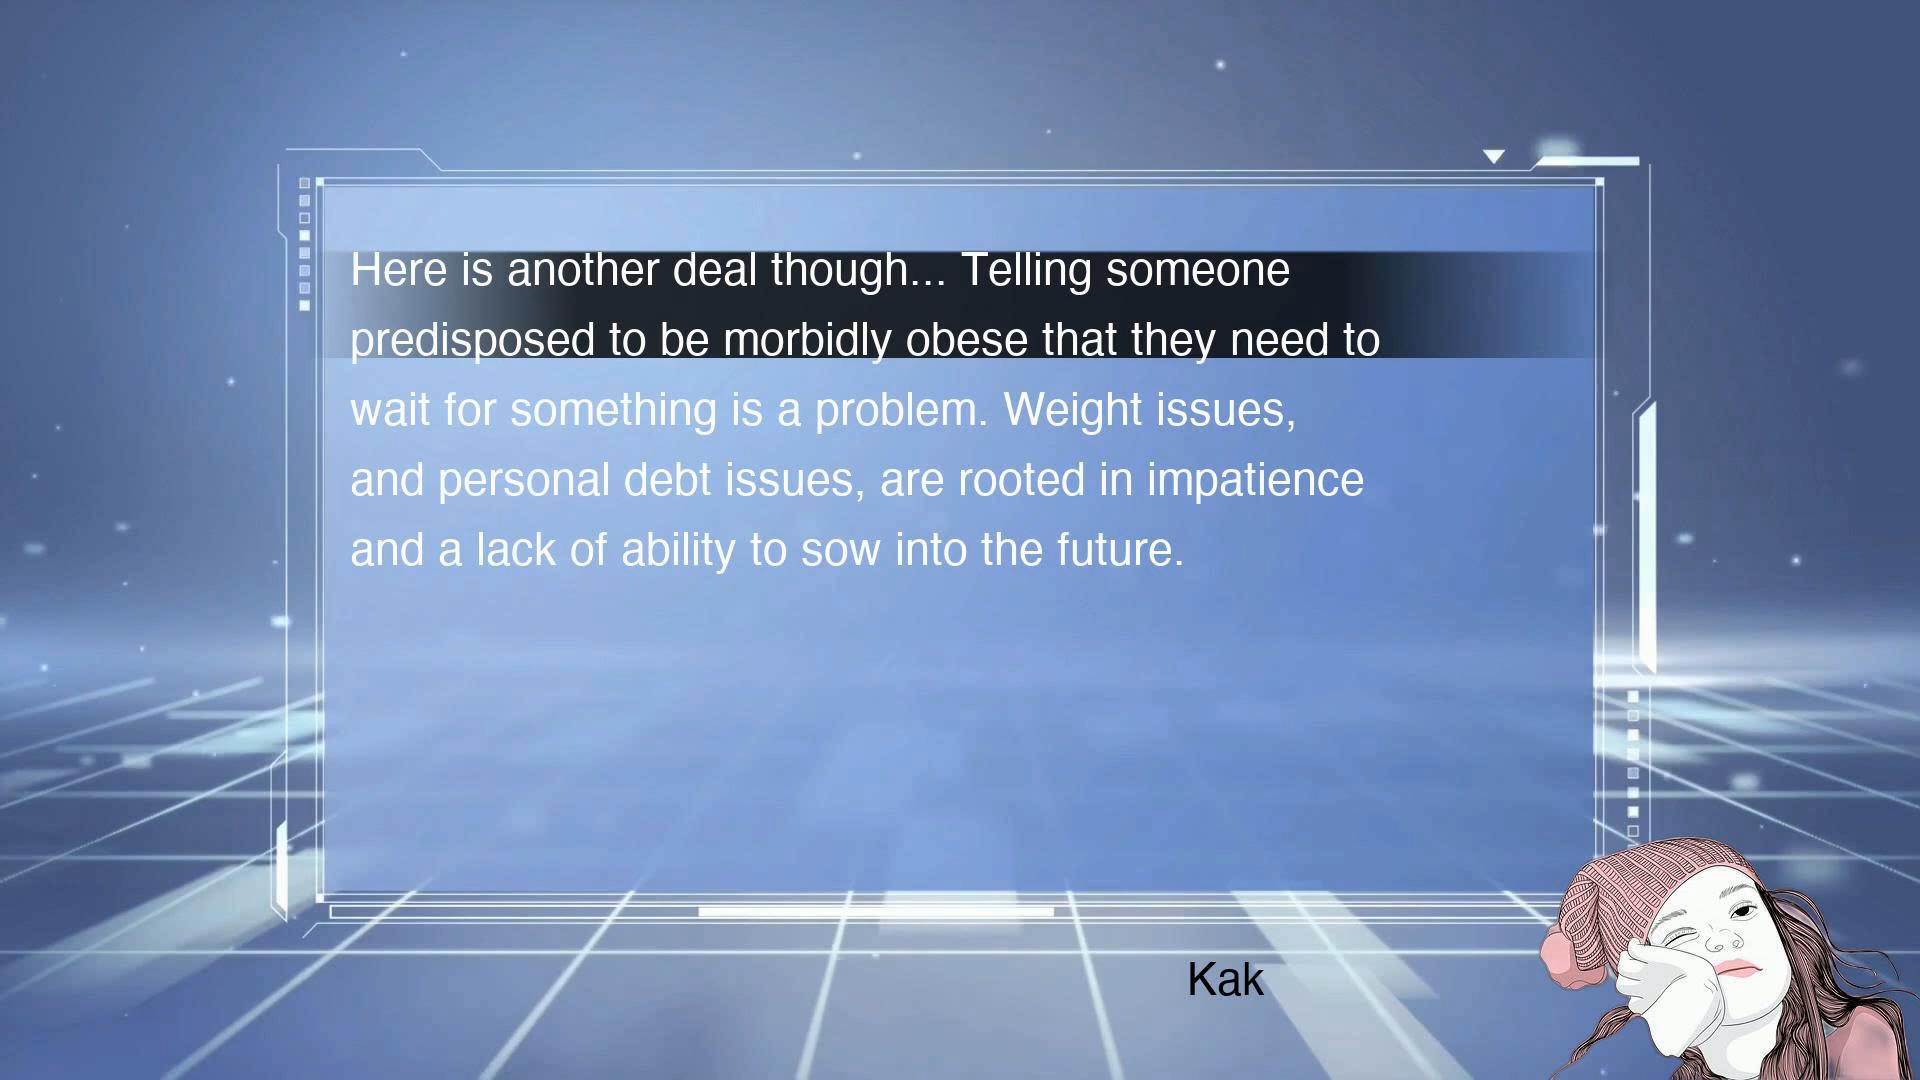 Here is another deal though... Telling someone
predisposed to be morbidly obese that they need to
wait for something is a problem. Weight issues,
and personal debt issues, are rooted in impatience
and a lack of ability to sow into the future.
Kak